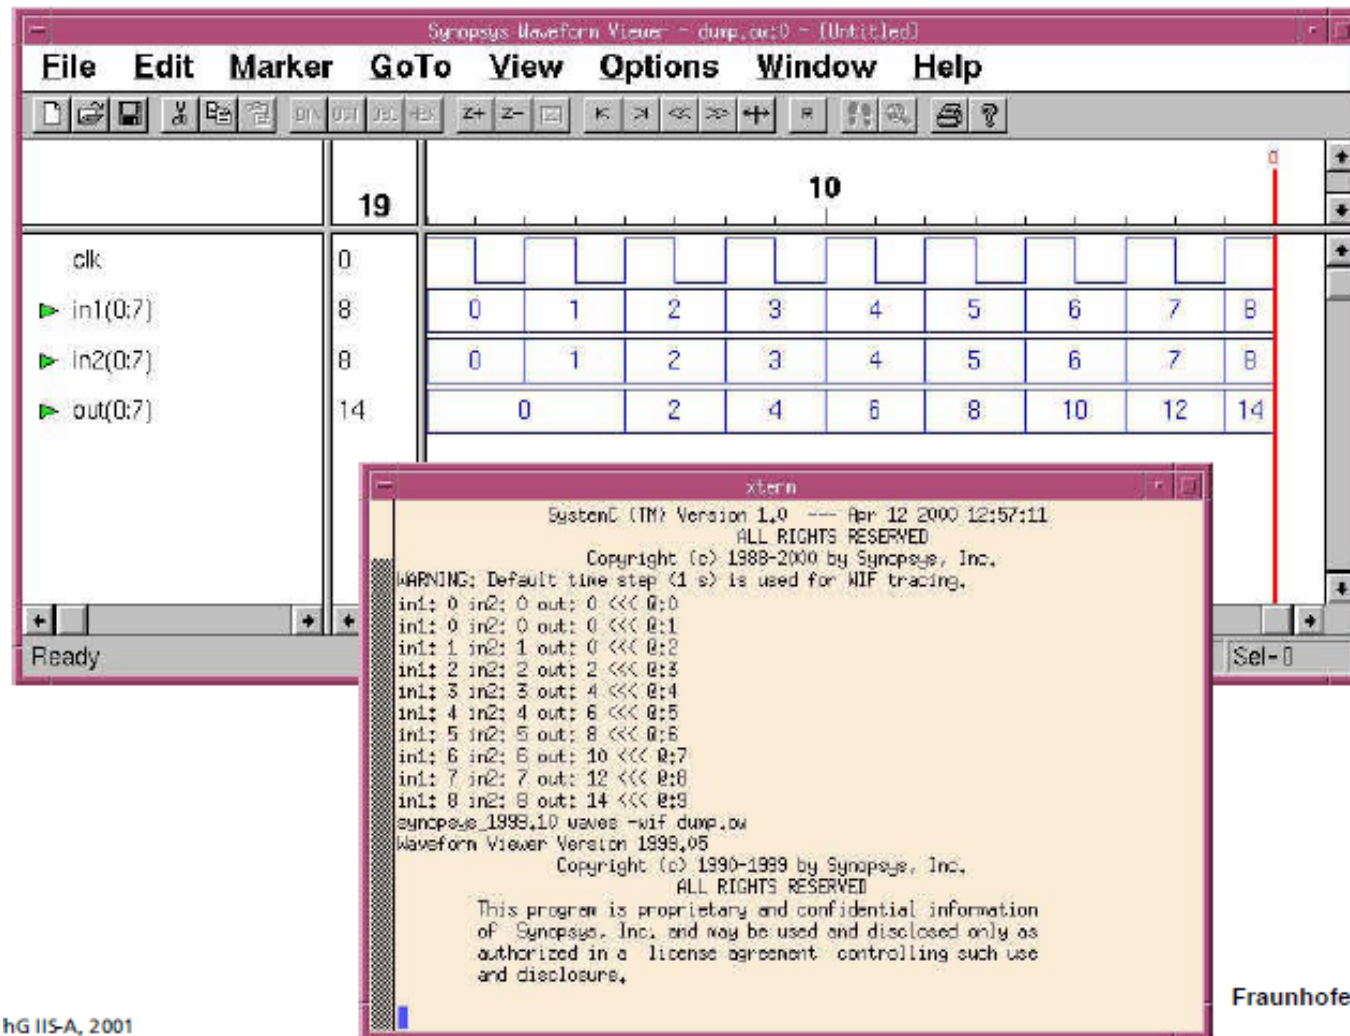 Synopsys Waveform Viewer - dump.ow:0 - [Untitled]
File Edit Marker GoTo View Options Window Help
BIN OCT DEC HEX Z+ Z-
0
19 10
clk 0
in1(0:7) 8 0 1 2 3 4 5 6 7 8
in2(0:7) 8 0 1 2 3 4 5 6 7 8
out(0:7) 14 0 2 4 6 8 10 12 14
Ready
Sel- 0
xterm
SystemC (TM) Version 1.0 --- Apr 12 2000 12:57:11
ALL RIGHTS RESERVED
Copyright (c) 1988-2000 by Synopsys, Inc.
WARNING: Default time step (1 s) is used for WIF tracing.
in1: 0 in2: 0 out: 0 <<< @:0
in1: 0 in2: 0 out: 0 <<< @:1
in1: 1 in2: 1 out: 0 <<< @:2
in1: 2 in2: 2 out: 2 <<< @:3
in1: 3 in2: 3 out: 4 <<< @:4
in1: 4 in2: 4 out: 6 <<< @:5
in1: 5 in2: 5 out: 8 <<< @:6
in1: 6 in2: 6 out: 10 <<< @:7
in1: 7 in2: 7 out: 12 <<< @:8
in1: 8 in2: 8 out: 14 <<< @:9
synopsys_1999.10 waves -wif dump.ow
Waveform Viewer Version 1999.05
Copyright (c) 1990-1999 by Synopsys, Inc.
ALL RIGHTS RESERVED
This program is proprietary and confidential information
of Synopsys, Inc. and may be used and disclosed only as
authorized in a license agreement controlling such use
and disclosure.
Fraunhofe
hG IIS-A, 2001